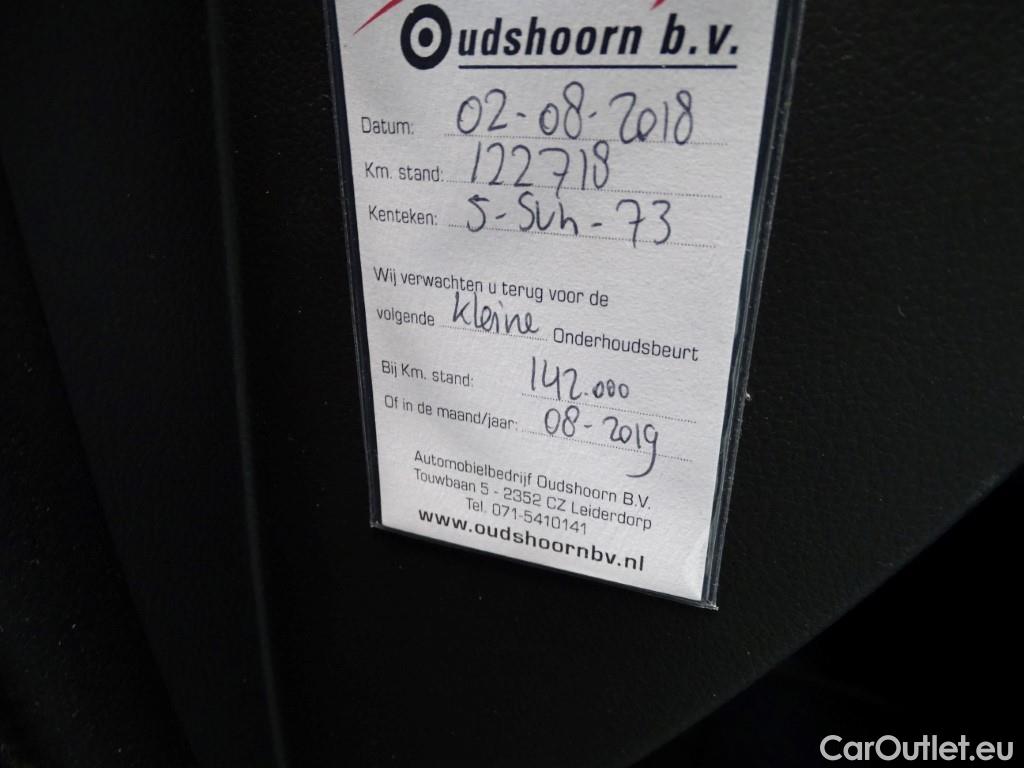 Oudshoorn b.v.
Datum: 02-08-2018
Km. stand: 122718
Kenteken: 5-SVh-73
Wij verwachten u terug voor de
volgende kleine Onderhoudsbeurt
Bij Km. stand: 142.000
Of in de maand/jaar: 08-2019
Automobielbedrijf Oudshoorn B.V.
Touwbaan 5 - 2352 CZ Leiderdorp
Tel. 071-5410141
www.oudshoornbv.nl
CarOutlet.eu